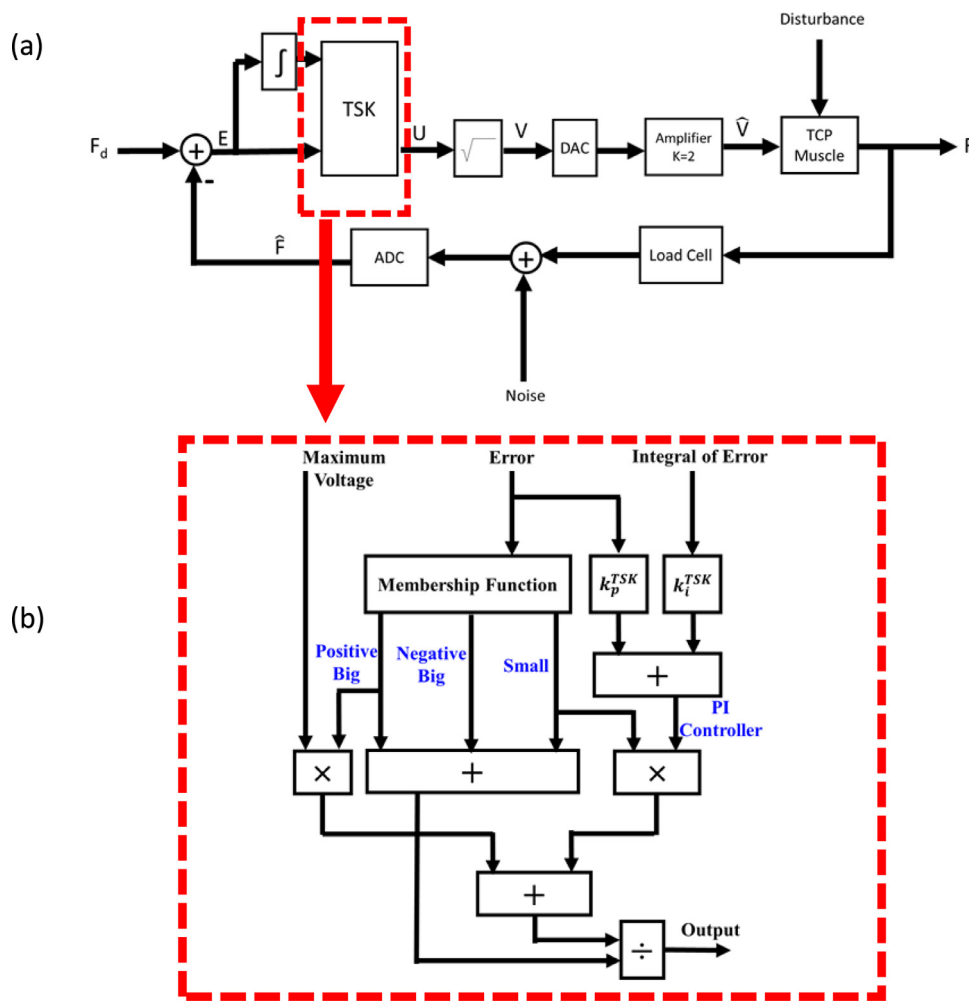 (a)
Disturbance
∫
TSK
F_d
+
-
E
U
√
V
DAC
Amplifier
K=2
V̂
TCP
Muscle
F
F̂
ADC
+
Load Cell
Noise
(b)
Maximum
Voltage
Error
Integral of Error
Membership Function
k_p^{TSK}
k_i^{TSK}
Positive
Big
Negative
Big
Small
+
PI
Controller
×
+
×
+
÷
Output